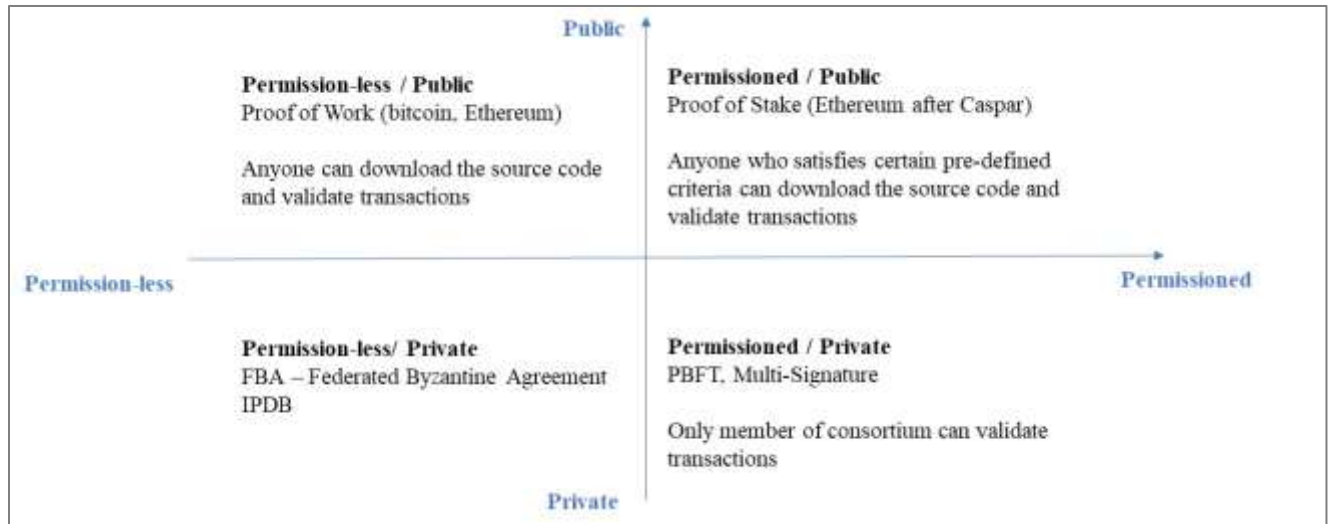 Public
Permission-less / Public
Proof of Work (bitcoin, Ethereum)
Anyone can download the source code
and validate transactions
Permissioned / Public
Proof of Stake (Ethereum after Caspar)
Anyone who satisfies certain pre-defined
criteria can download the source code and
validate transactions
Permission-less
Permissioned
Permission-less/ Private
FBA – Federated Byzantine Agreement
IPDB
Permissioned / Private
PBFT, Multi-Signature
Only member of consortium can validate
transactions
Private